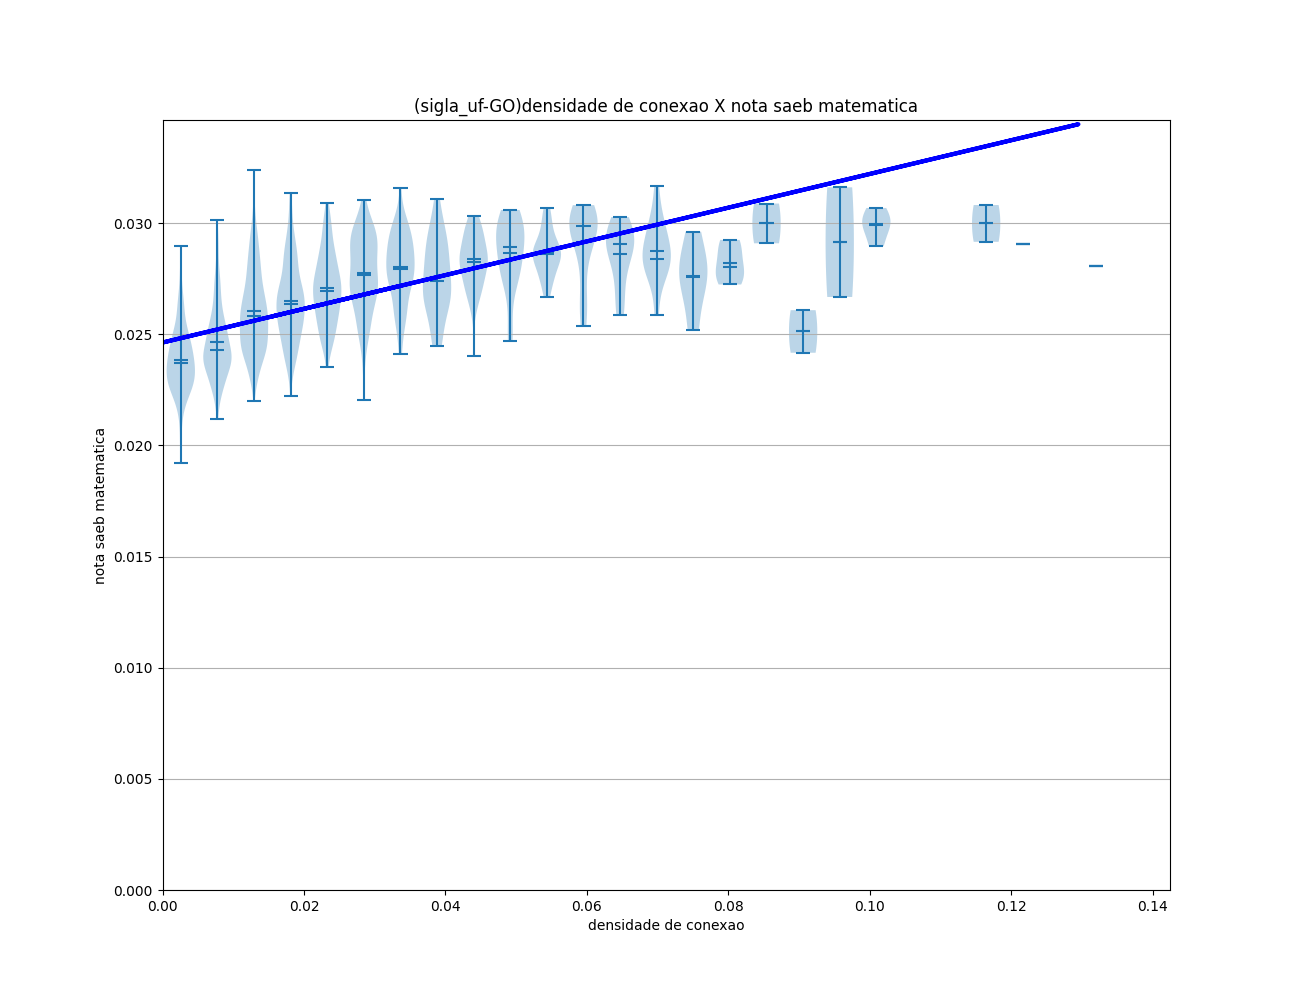 (sigla_uf-GO)densidade de conexao X nota saeb matematica
nota saeb matematica
0.030
0.025
0.020
0.015
0.010
0.005
0.000
0.00 0.02 0.04 0.06 0.08 0.10 0.12 0.14
densidade de conexao